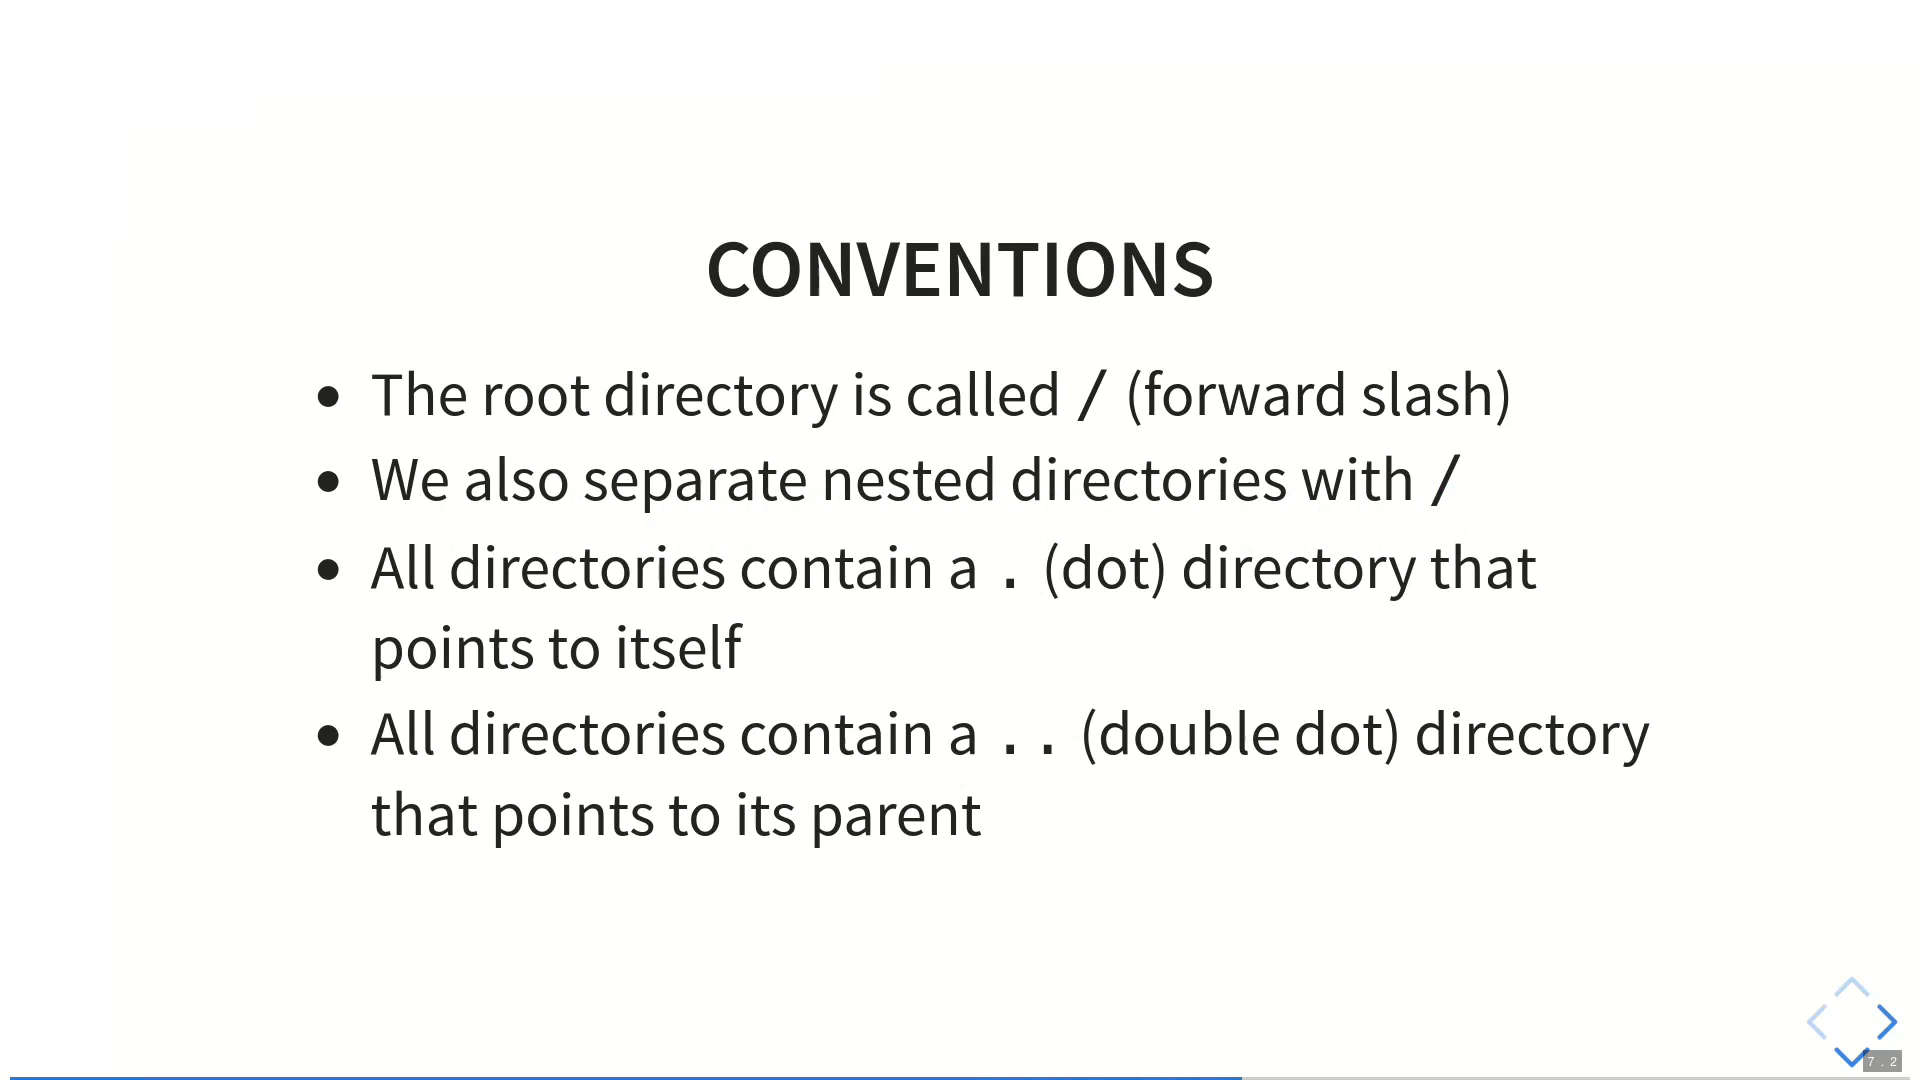 CONVENTIONS
• The root directory is called / (forward slash)
• We also separate nested directories with /
• All directories contain a . (dot) directory that
points to itself
• All directories contain a .. (double dot) directory
that points to its parent
7.2